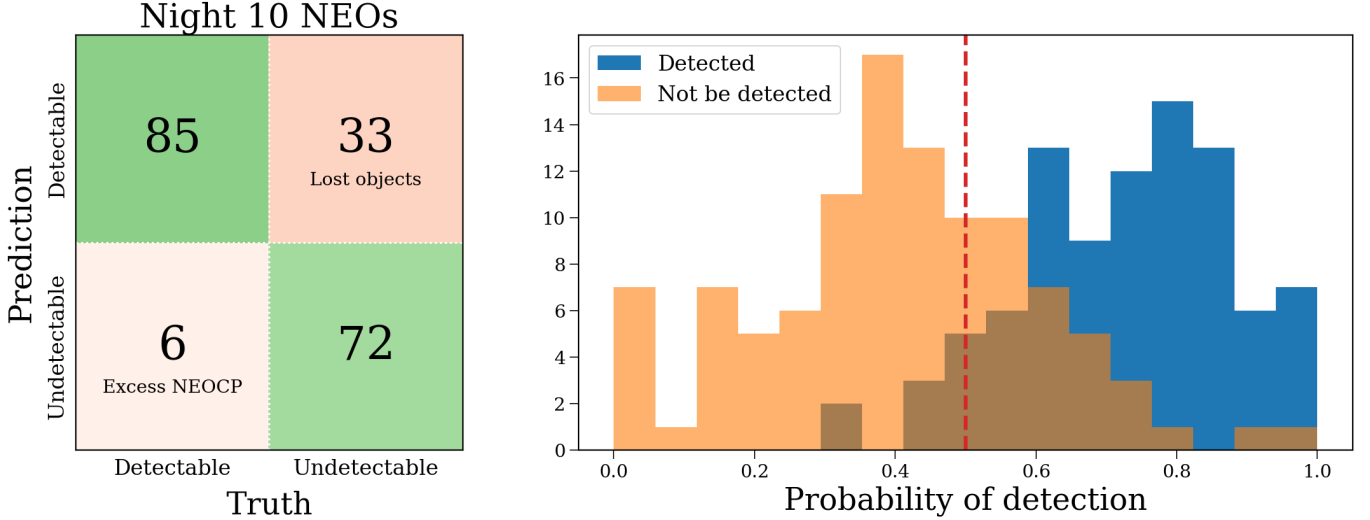 Night 10 NEOs
Prediction
Detectable
Undetectable
85
33
Lost objects
6
Excess NEOCP
72
Detectable
Undetectable
Truth
Detected
Not be detected
16
14
12
10
8
6
4
2
0
0.0
0.2
0.4
0.6
0.8
1.0
Probability of detection